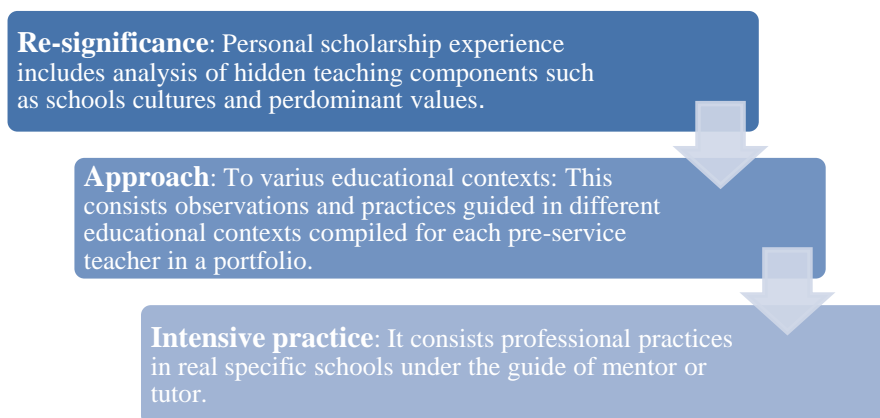 Re-significance: Personal scholarship experience
includes analysis of hidden teaching components such
as schools cultures and perdominant values.
Approach: To varius educational contexts: This
consists observations and practices guided in different
educational contexts compiled for each pre-service
teacher in a portfolio.
Intensive practice: It consists professional practices
in real specific schools under the guide of mentor or
tutor.